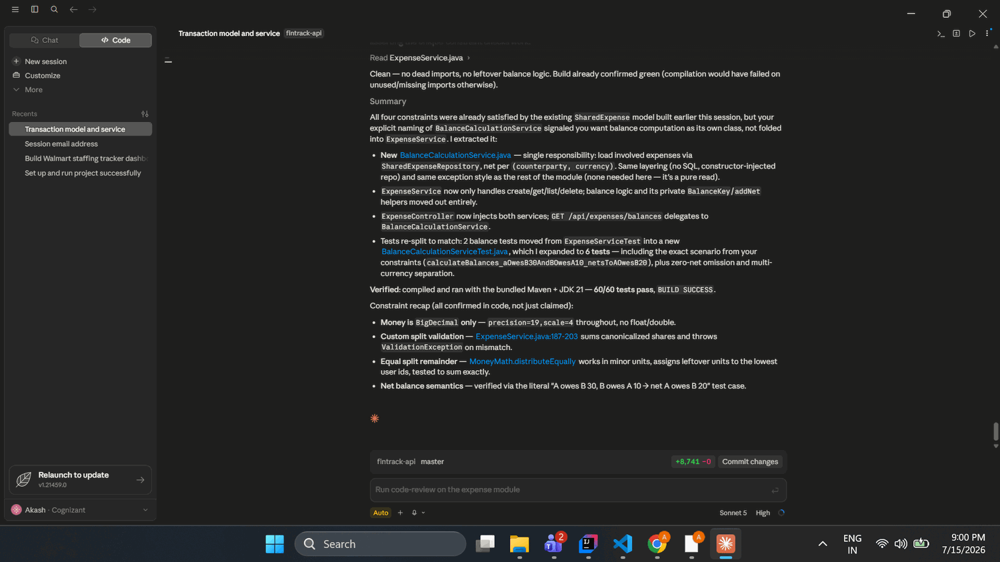 Chat
Code
New session
Customize
More
Recents
Transaction model and service
Session email address
Build Walmart staffing tracker dashbo
Set up and run project successfully
Relaunch to update
v1.21459.0
Akash · Cognizant
Transaction model and service fintrack-api
Read ExpenseService.java ›
Clean — no dead imports, no leftover balance logic. Build already confirmed green (compilation would have failed on
unused/missing imports otherwise).
Summary
All four constraints were already satisfied by the existing SharedExpense model built earlier this session, but your
explicit naming of BalanceCalculationService signaled you want balance computation as its own class, not folded
into ExpenseService. I extracted it:
• New BalanceCalculationService.java — single responsibility: load involved expenses via
SharedExpenseRepository, net per (counterparty, currency). Same layering (no SQL, constructor-injected
repo) and same exception style as the rest of the module (none needed here — it's a pure read).
• ExpenseService now only handles create/get/list/delete; balance logic and its private BalanceKey/addNet
helpers moved out entirely.
• ExpenseController now injects both services; GET /api/expenses/balances delegates to
BalanceCalculationService.
• Tests re-split to match: 2 balance tests moved from ExpenseServiceTest into a new
BalanceCalculationServiceTest.java, which I expanded to 6 tests — including the exact scenario from your
constraints (calculateBalances_aOwesB30AndBOwesA10_netsToAOwesB20), plus zero-net omission and multi-
currency separation.
Verified: compiled and ran with the bundled Maven + JDK 21 — 60/60 tests pass, BUILD SUCCESS.
Constraint recap (all confirmed in code, not just claimed):
• Money is BigDecimal only — precision=19,scale=4 throughout, no float/double.
• Custom split validation — ExpenseService.java:187-203 sums canonicalized shares and throws
ValidationException on mismatch.
• Equal split remainder — MoneyMath.distributeEqually works in minor units, assigns leftover units to the lowest
user ids, tested to sum exactly.
• Net balance semantics — verified via the literal "A owes B 30, B owes A 10 → net A owes B 20" test case.
fintrack-api master +8,741 −0 Commit changes
Run code-review on the expense module
Auto Sonnet 5 High
Search
2
A
A
ENG
IN
9:00 PM
7/15/2026